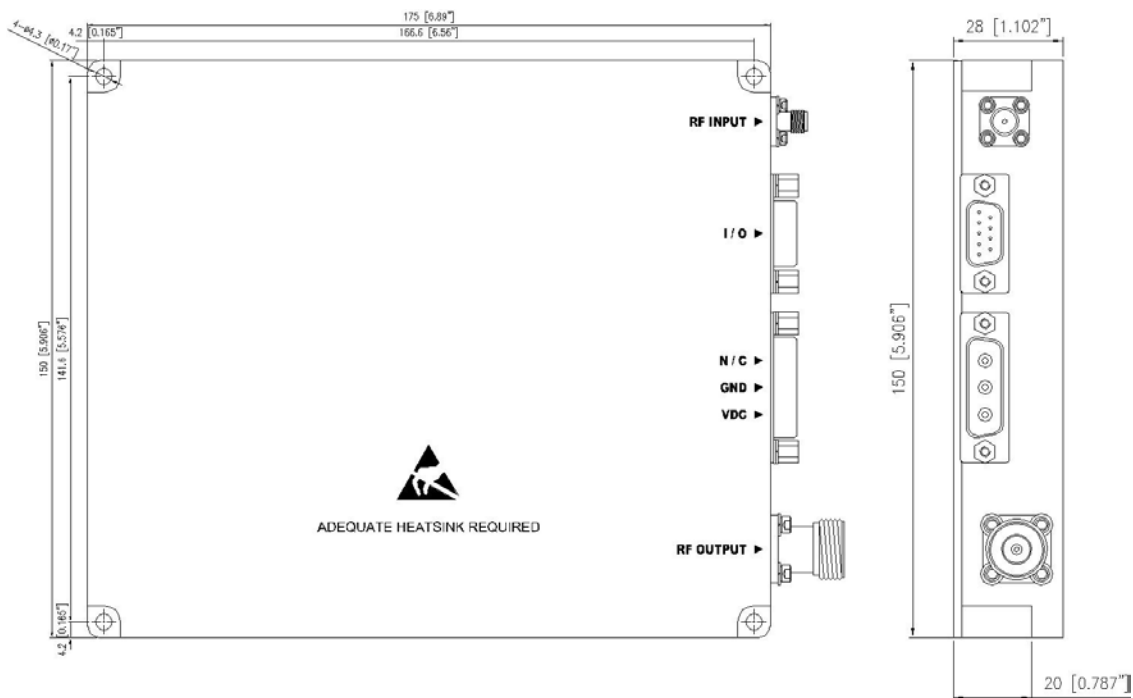 175 [6.89"]
4.2 [0.165"]
166.6 [6.56"]
4-ø4.3 [ø0.17"]
28 [1.102"]
RF INPUT
I / O
150 [5.906"]
141.6 [5.576"]
150 [5.906"]
N / C
GND
VDC
ADEQUATE HEATSINK REQUIRED
RF OUTPUT
4.2 [0.165"]
20 [0.787"]